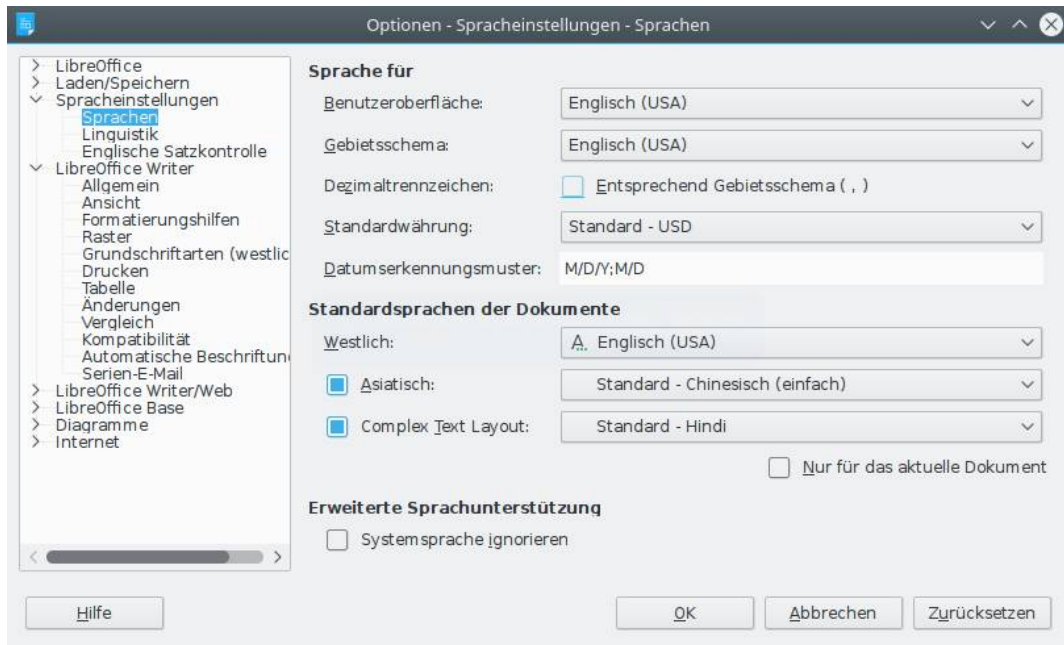 Optionen - Spracheinstellungen - Sprachen
LibreOffice
Laden/Speichern
Spracheinstellungen
Sprachen
Linguistik
Englische Satzkontrolle
LibreOffice Writer
Allgemein
Ansicht
Formatierungshilfen
Raster
Grundschriftarten (westlic
Drucken
Tabelle
Änderungen
Vergleich
Kompatibilität
Automatische Beschriftun
Serien-E-Mail
LibreOffice Writer/Web
LibreOffice Base
Diagramme
Internet
Sprache für
Benutzeroberfläche: Englisch (USA)
Gebietsschema: Englisch (USA)
Dezimaltrennzeichen: Entsprechend Gebietsschema ( , )
Standardwährung: Standard - USD
Datumserkennungsmuster: M/D/Y;M/D
Standardsprachen der Dokumente
Westlich: A Englisch (USA)
Asiatisch: Standard - Chinesisch (einfach)
Complex Text Layout: Standard - Hindi
Nur für das aktuelle Dokument
Erweiterte Sprachunterstützung
Systemsprache ignorieren
Hilfe OK Abbrechen Zurücksetzen